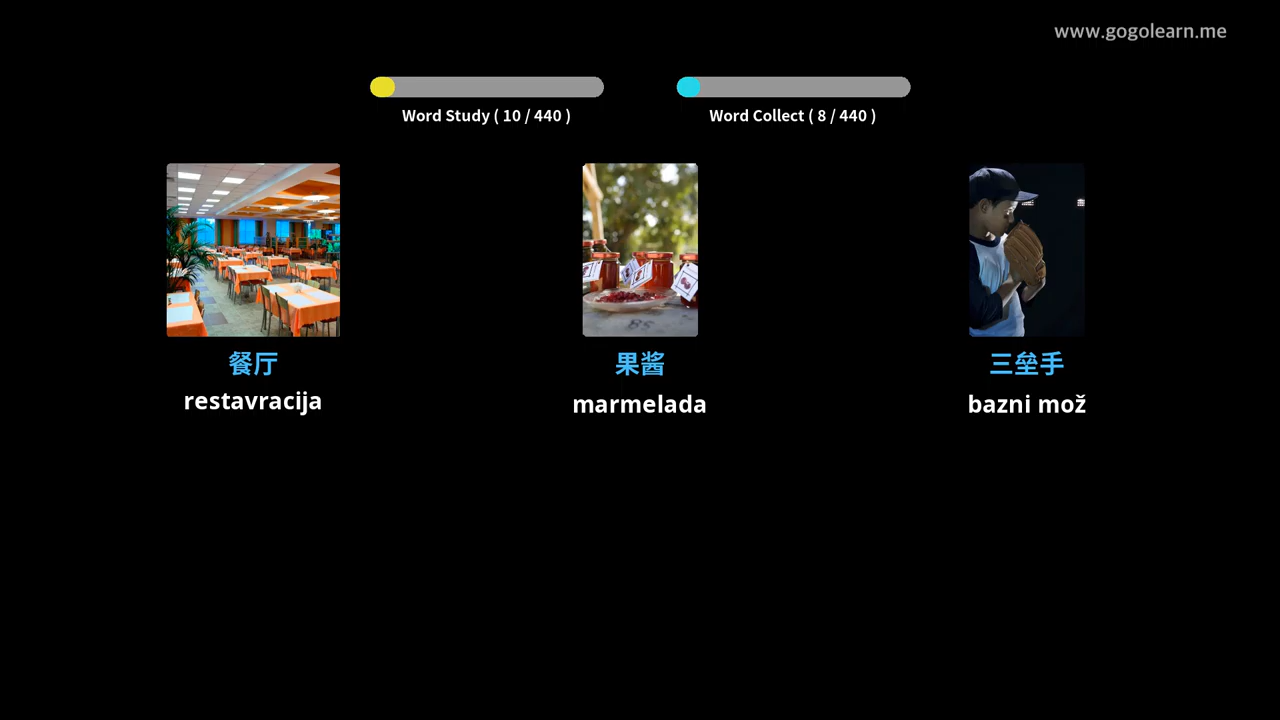 www.gogolearn.me
Word Study ( 10 / 440 )
Word Collect ( 8 / 440 )
餐厅
果酱
三垒手
restavracija
marmelada
bazni mož